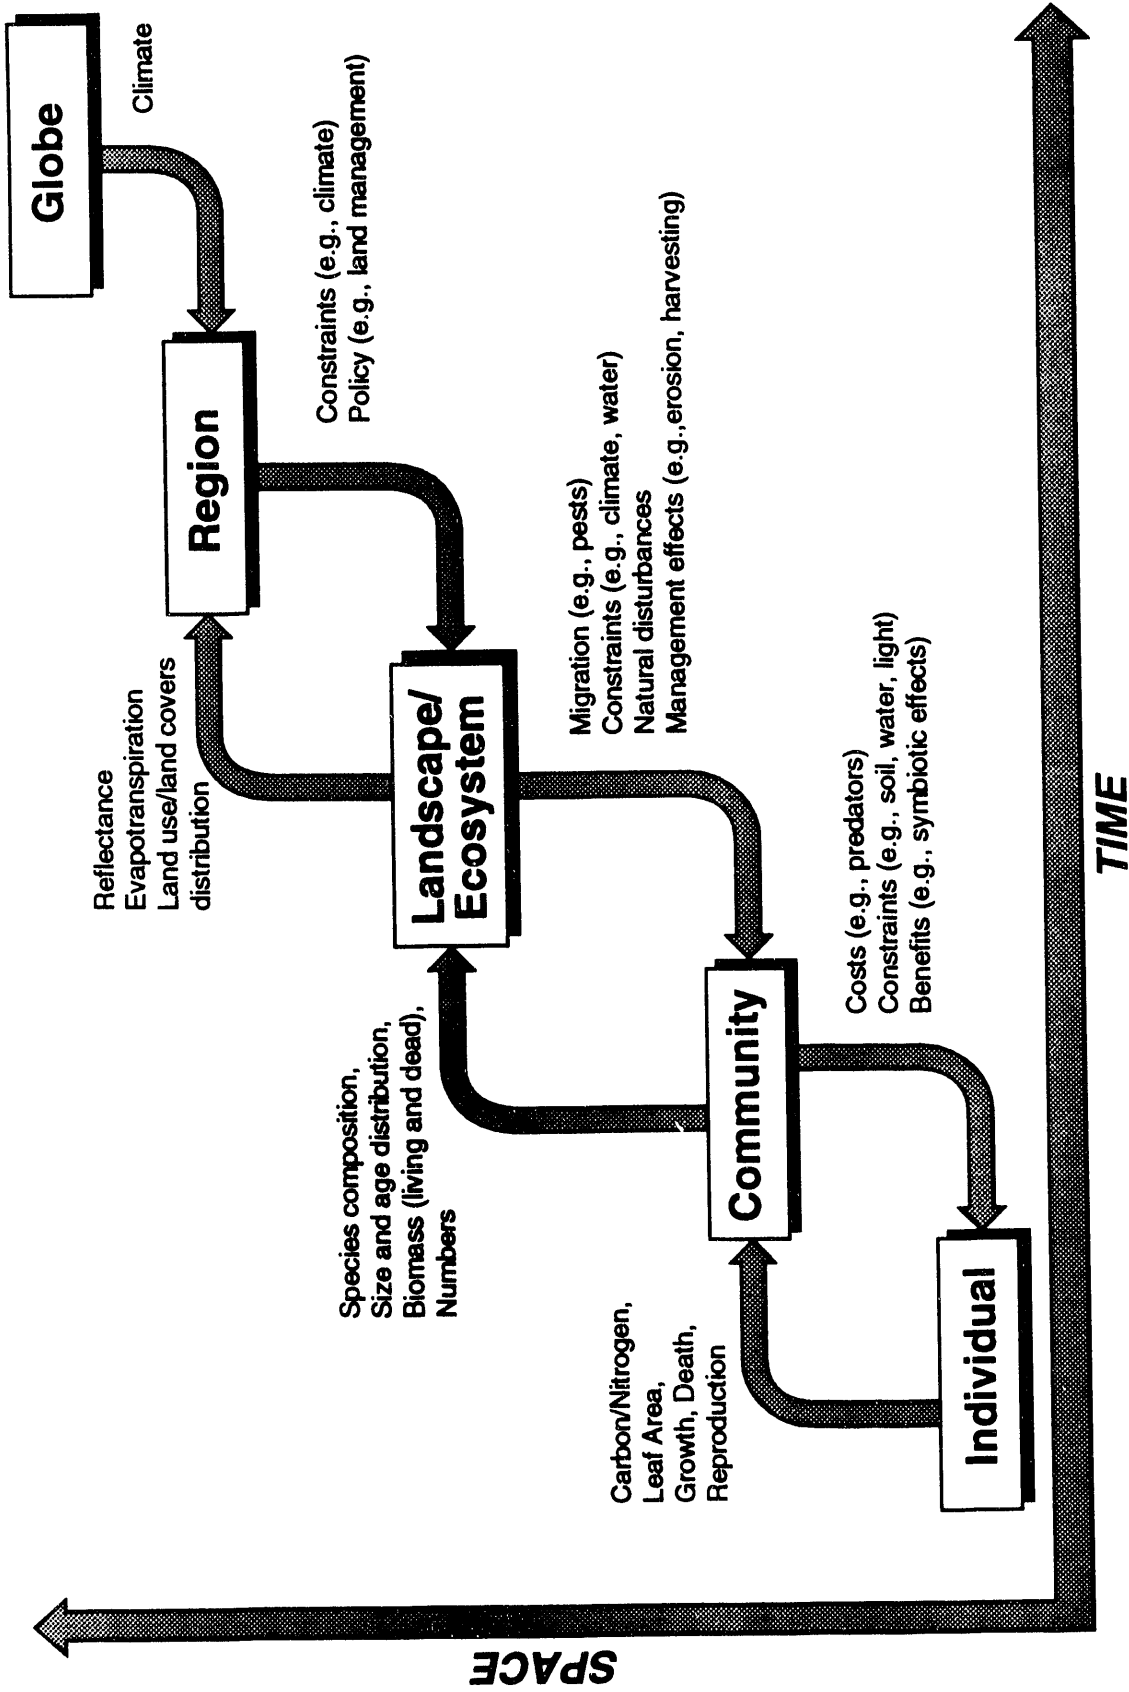 Globe
Climate
Region
Constraints (e.g., climate)
Policy (e.g., land management)
Reflectance
Evapotranspiration
Land use/land covers
distribution
Landscape/
Ecosystem
Migration (e.g., pests)
Constraints (e.g., climate, water)
Natural disturbances
Management effects (e.g.,erosion, harvesting)
Species composition,
Size and age distribution,
Biomass (living and dead),
Numbers
Community
Costs (e.g., predators)
Constraints (e.g., soil, water, light)
Benefits (e.g., symbiotic effects)
Carbon/Nitrogen,
Leaf Area,
Growth, Death,
Reproduction
Individual
SPACE
TIME